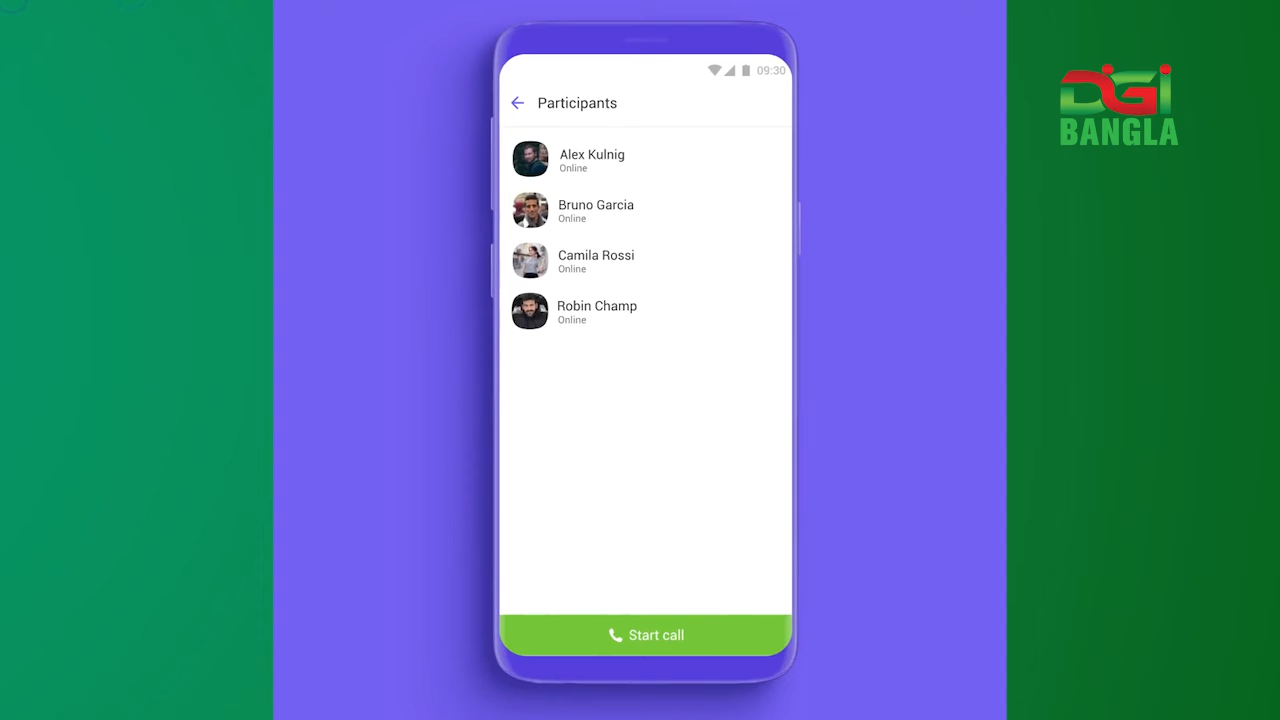 09:30
Participants
Alex Kulnig
Online
Bruno Garcia
Online
Camila Rossi
Online
Robin Champ
Online
Start call
DGI
BANGLA